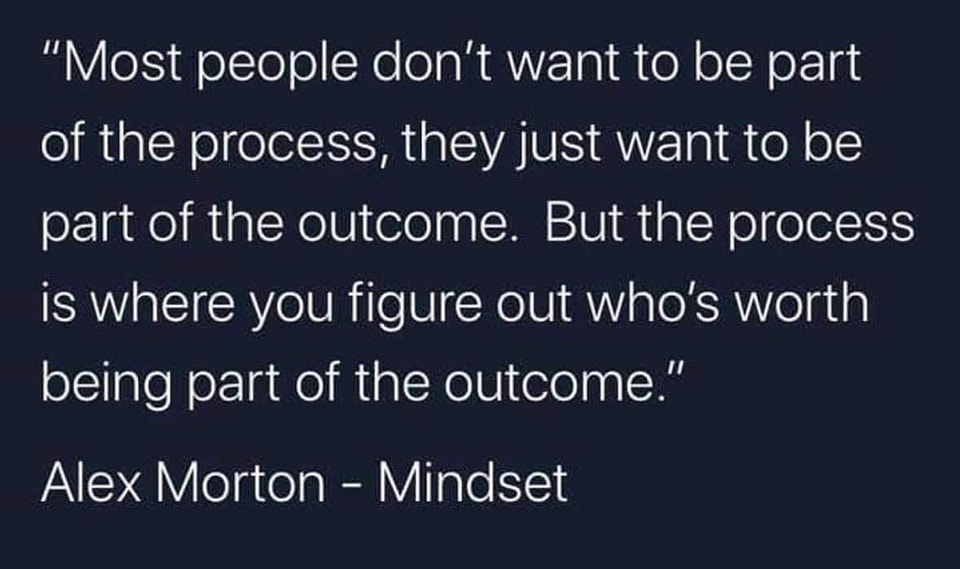 "Most people don't want to be part
of the process, they just want to be
part of the outcome.  But the process
is where you figure out who's worth
being part of the outcome."
Alex Morton - Mindset